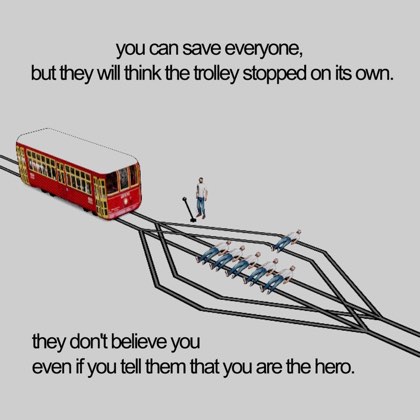 you can save everyone,
but they will think the trolley stopped on its own.
they don't believe you
even if you tell them that you are the hero.